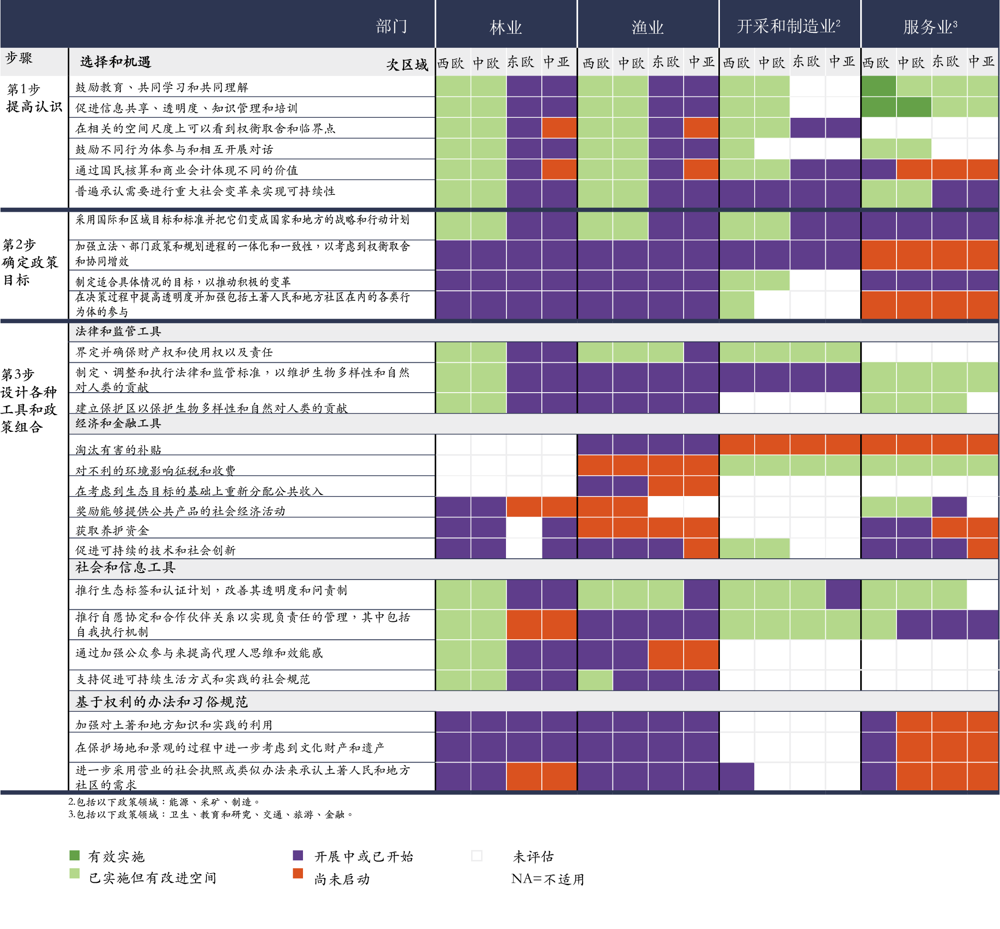 部门 林业 渔业 开采和制造业2 服务业3
步骤 选择和机遇 次区域 西欧 中欧 东欧 中亚 西欧 中欧 东欧 中亚 西欧 中欧 东欧 中亚 西欧 中欧 东欧 中亚
第1步
提高认识
鼓励教育、共同学习和共同理解
促进信息共享、透明度、知识管理和培训
在相关的空间尺度上可以看到权衡取舍和临界点
鼓励不同行为体参与和相互开展对话
通过国民核算和商业会计体现不同的价值
普遍承认需要进行重大社会变革来实现可持续性
第2步
确定政策
目标
采用国际和区域目标和标准并把它们变成国家和地方的战略和行动计划
加强立法、部门政策和规划进程的一体化和一致性，以考虑到权衡取舍
和协同增效
制定适合具体情况的目标，以推动积极的变革
在决策过程中提高透明度并加强包括土著人民和地方社区在内的各类行
为体的参与
第3步
设计各种
工具和政
策组合
法律和监管工具
界定并确保财产权和使用权以及责任
制定、调整和执行法律和监管标准，以维护生物多样性和自然
对人类的贡献
建立保护区以保护生物多样性和自然对人类的贡献
经济和金融工具
淘汰有害的补贴
对不利的环境影响征税和收费
在考虑到生态目标的基础上重新分配公共收入
奖励能够提供公共产品的社会经济活动
获取养护资金
促进可持续的技术和社会创新
社会和信息工具
推行生态标签和认证计划，改善其透明度和问责制
推行自愿协定和合作伙伴关系以实现负责任的管理，其中包括
自我执行机制
通过加强公众参与来提高代理人思维和效能感
支持促进可持续生活方式和实践的社会规范
基于权利的办法和习俗规范
加强对土著和地方知识和实践的利用
在保护场地和景观的过程中进一步考虑到文化财产和遗产
进一步采用营业的社会执照或类似办法来承认土著人民和地方
社区的需求
2.包括以下政策领域：能源、采矿、制造。
3.包括以下政策领域：卫生、教育和研究、交通、旅游、金融。
有效实施 开展中或已开始 未评估
已实施但有改进空间 尚未启动 NA=不适用